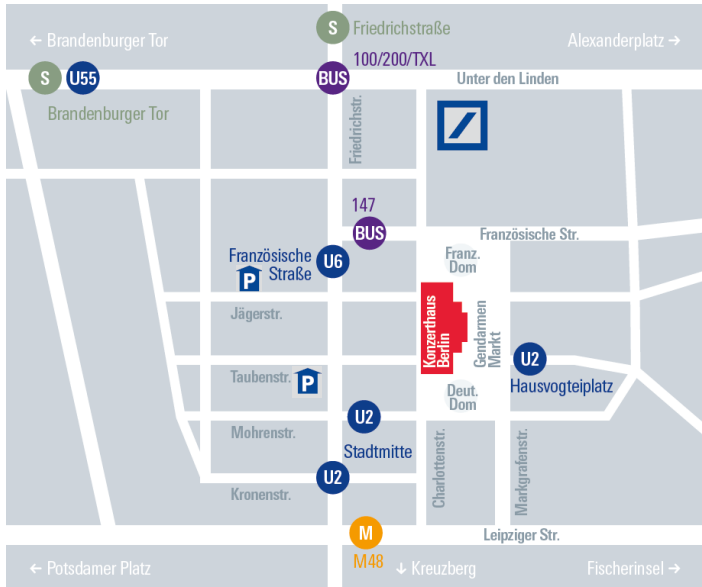 ← Brandenburger Tor
S
Friedrichstraße
Alexanderplatz →
100/200/TXL
S
U55
BUS
Unter den Linden
Brandenburger Tor
Friedrichstr.
147
BUS
Französische Str.
Französische
Straße
U6
Franz.
Dom
P
Jägerstr.
Konzerthaus
Berlin
Gendarmen
Markt
U2
Taubenstr.
P
Hausvogteiplatz
Deut.
Dom
U2
Mohrenstr.
Stadtmitte
Charlottenstr.
Markgrafenstr.
U2
Kronenstr.
M
Leipziger Str.
M48
← Potsdamer Platz
↓ Kreuzberg
Fischerinsel →